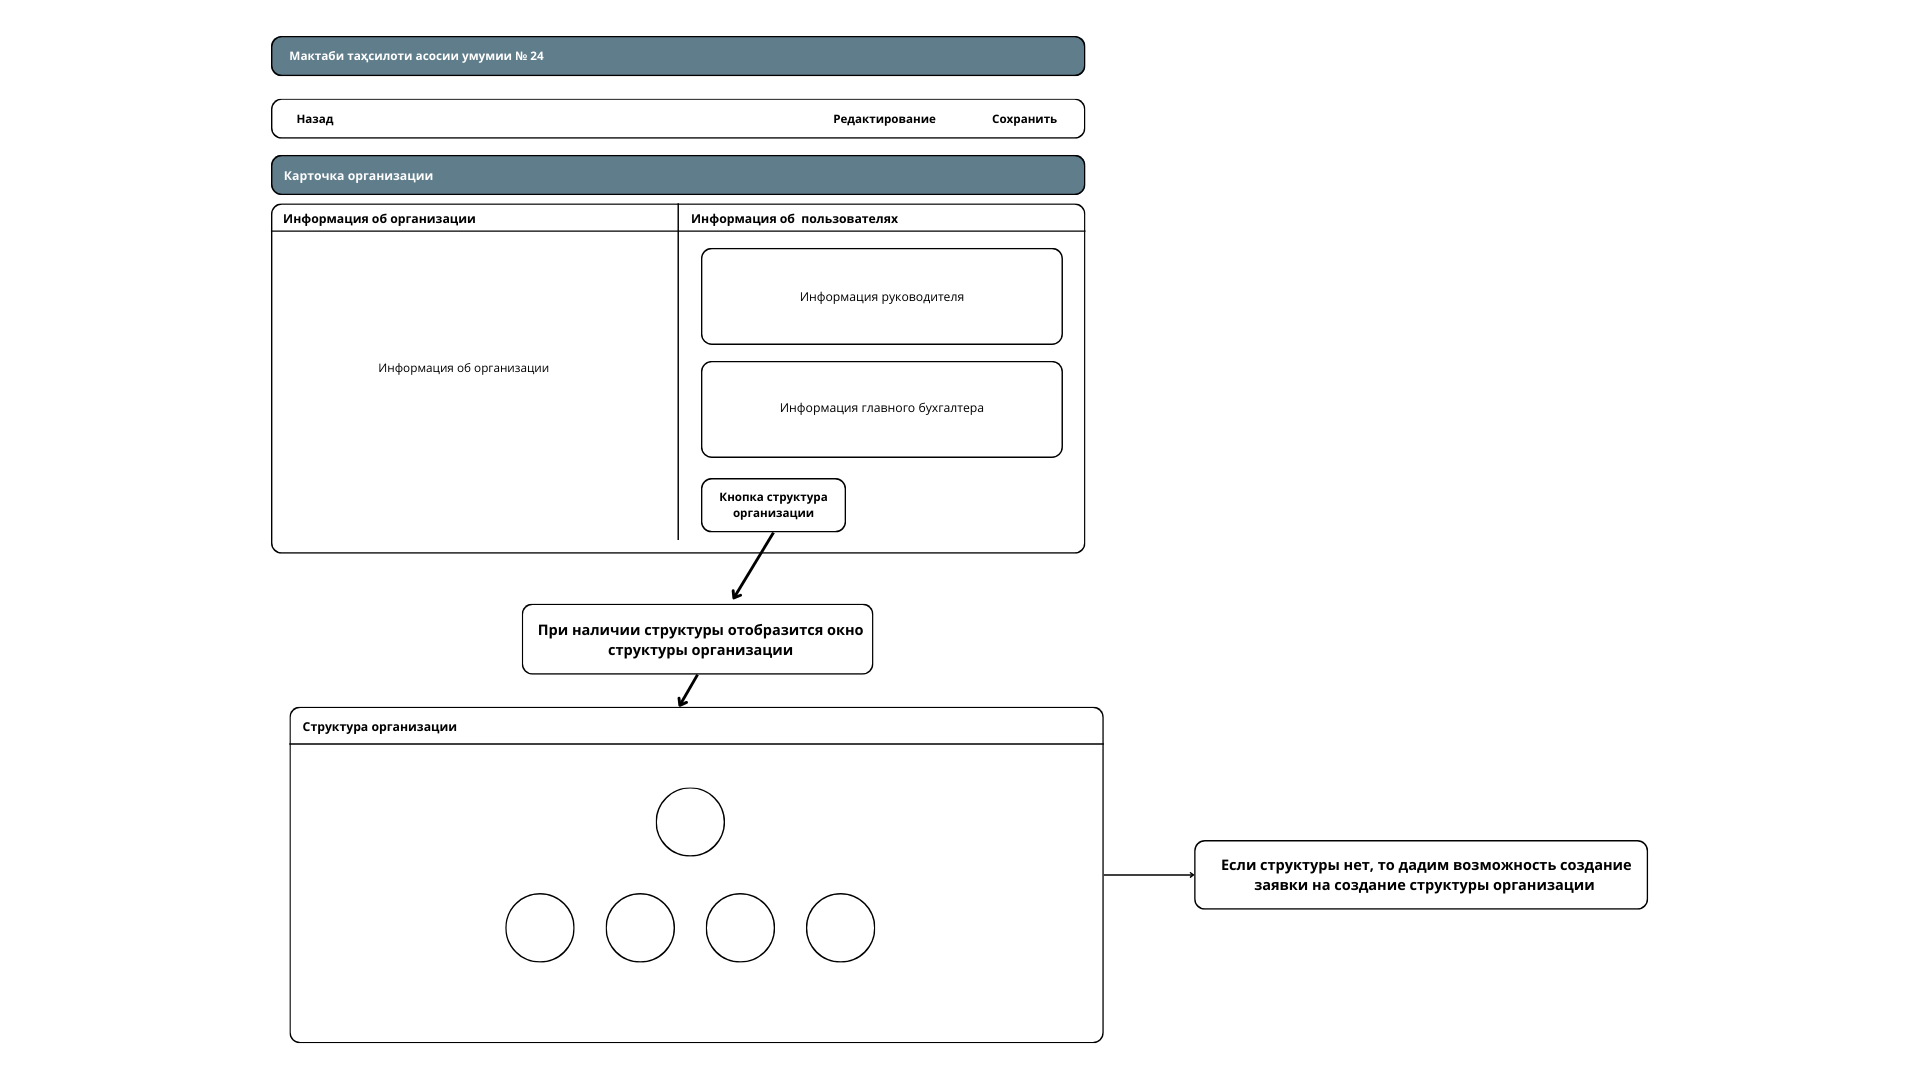 Мактаби таҳсилоти асосии умумии № 24
Назад
Редактирование
Сохранить
Карточка организации
Информация об организации
Информация об  пользователях
Информация об организации
Информация руководителя
Информация главного бухгалтера
Кнопка структура
организации
При наличии структуры отобразится окно
структуры организации
Структура организации
Если структуры нет, то дадим возможность создание
заявки на создание структуры организации